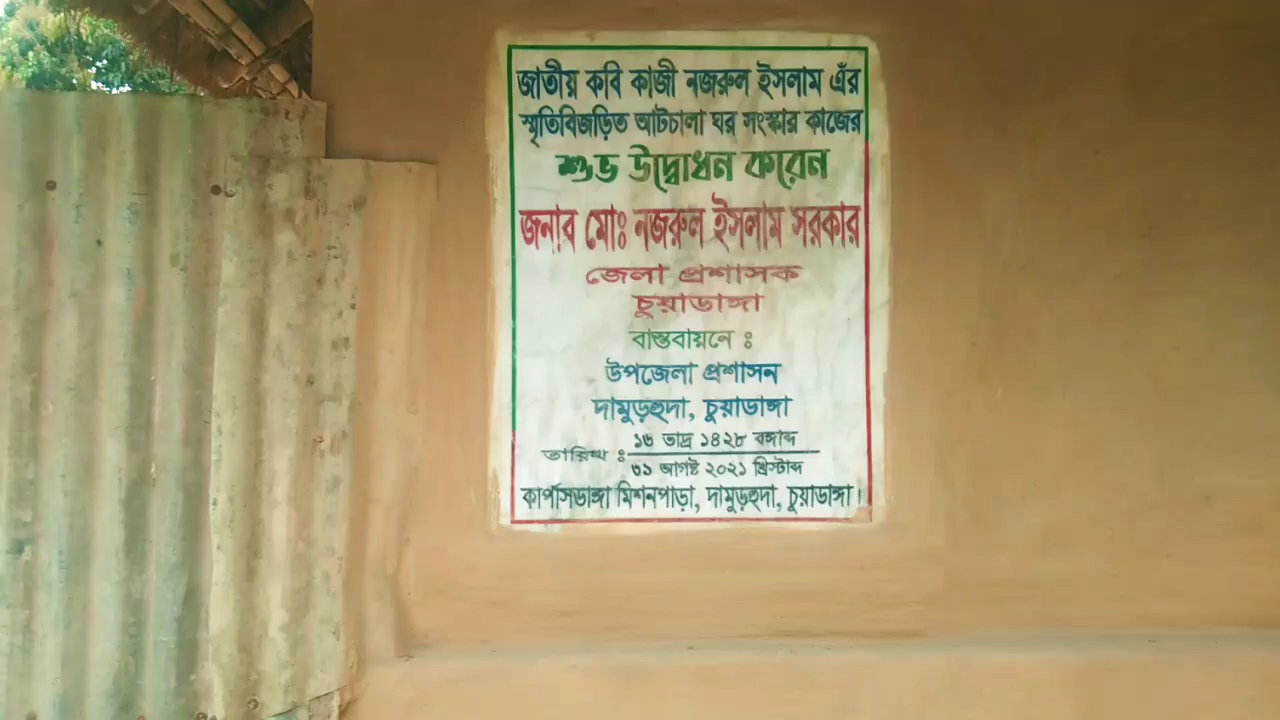 জাতীয় কবি কাজী নজরুল ইসলাম এঁর
স্মৃতিবিজড়িত আটচালা ঘর সংস্কার কাজের
শুভ উদ্বোধন করেন
জনাব মোঃ নজরুল ইসলাম সরকার
জেলা প্রশাসক
চুয়াডাঙ্গা
বাস্তবায়নে ঃ
উপজেলা প্রশাসন
দামুড়হুদা, চুয়াডাঙ্গা
১৬ ভাদ্র ১৪২৮ বঙ্গাব্দ
তারিখ ঃ
৩১ আগষ্ট ২০২১ খ্রিস্টাব্দ
কার্পাসডাঙ্গা মিশনপাড়া, দামুড়হুদা, চুয়াডাঙ্গা।